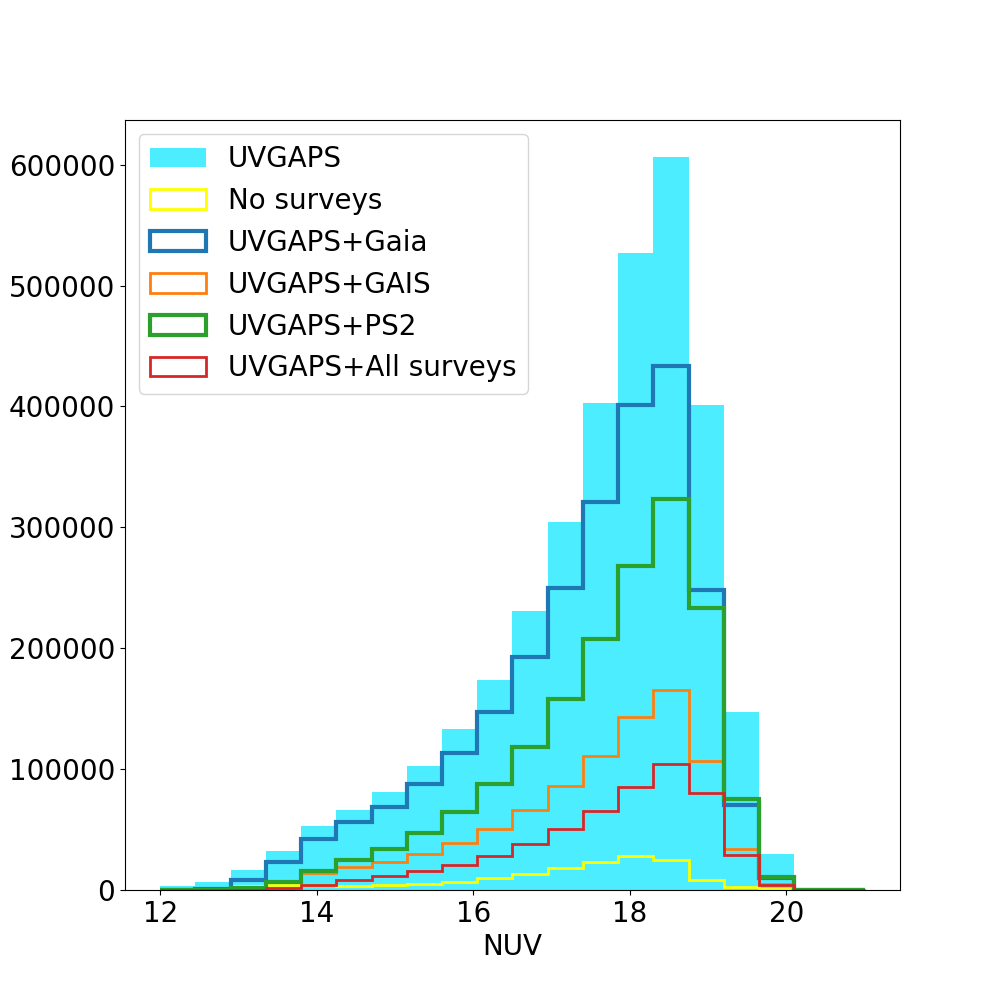 UVGAPS
No surveys
UVGAPS+Gaia
UVGAPS+GAIS
UVGAPS+PS2
UVGAPS+All surveys
600000
500000
400000
300000
200000
100000
0
12 14 16 18 20
NUV